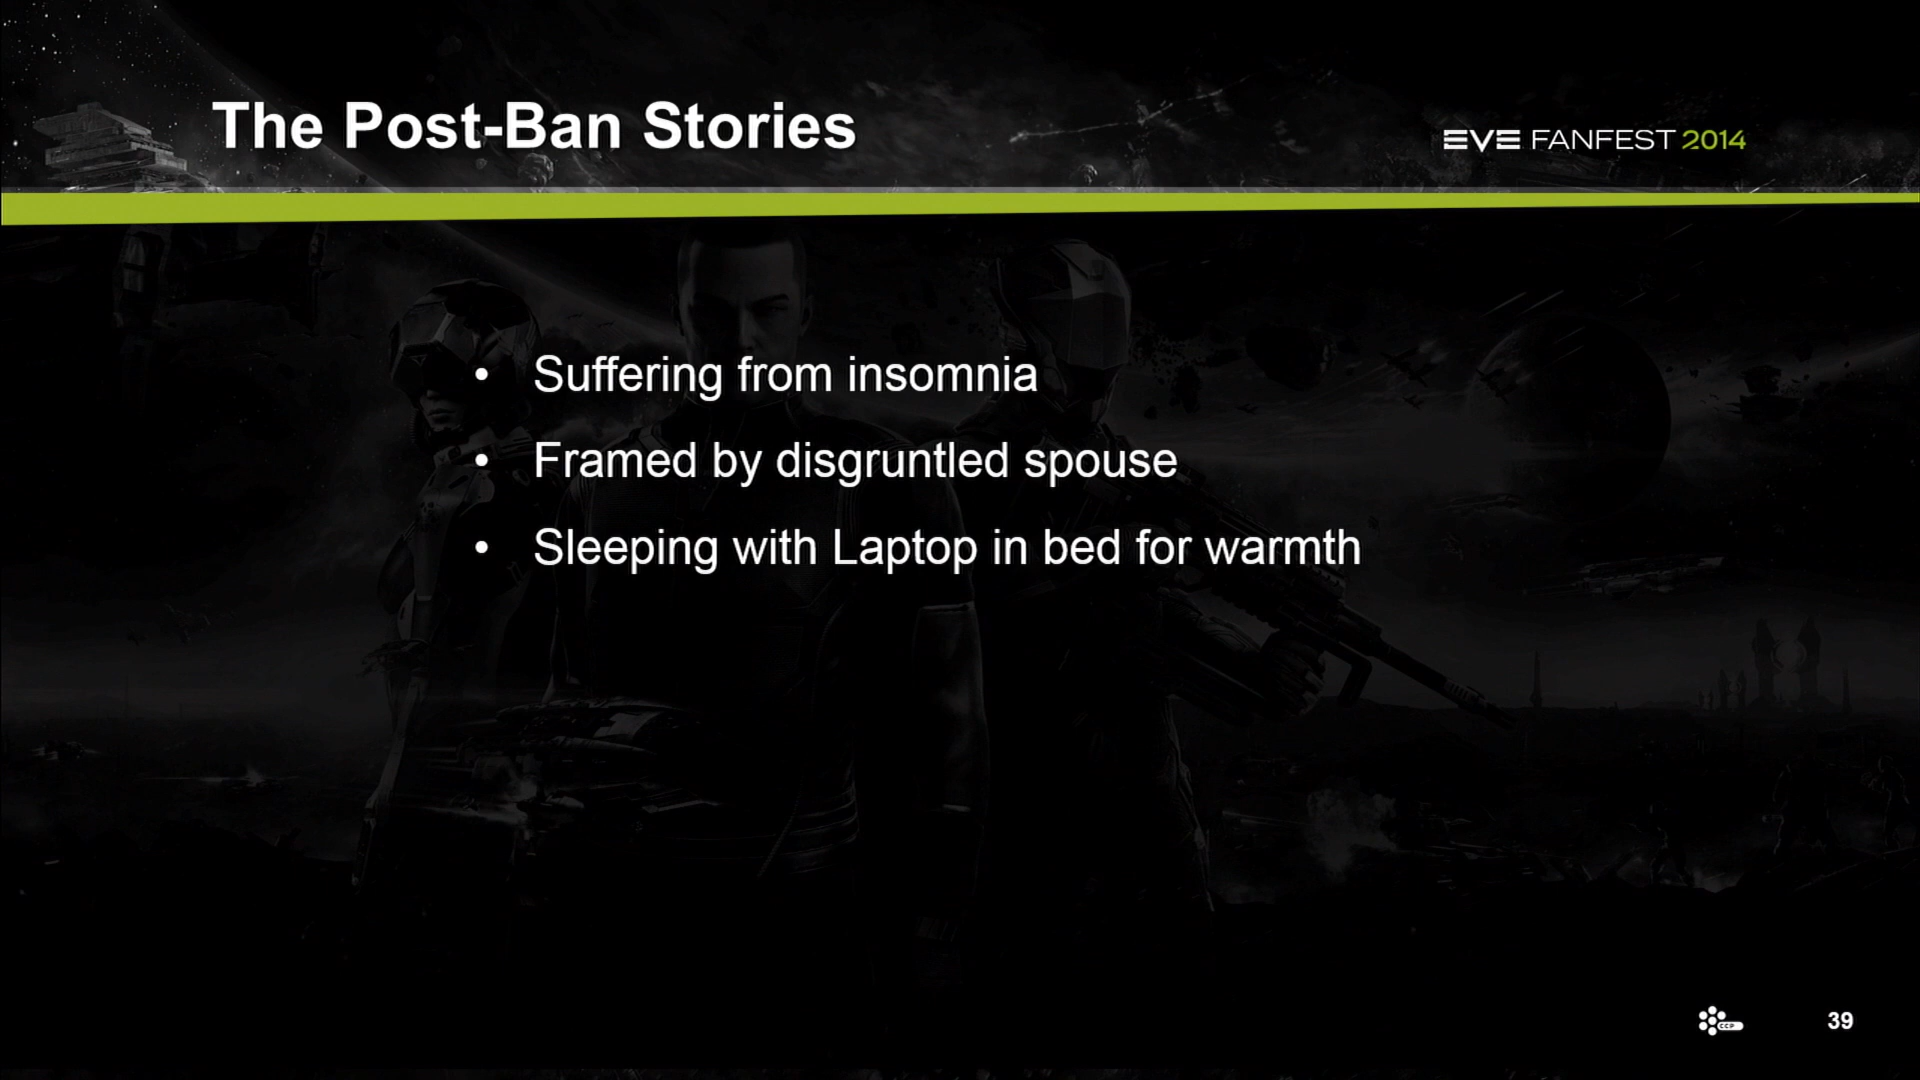 The Post-Ban Stories
EVE FANFEST 2014
• Suffering from insomnia
• Framed by disgruntled spouse
• Sleeping with Laptop in bed for warmth
CCP
39